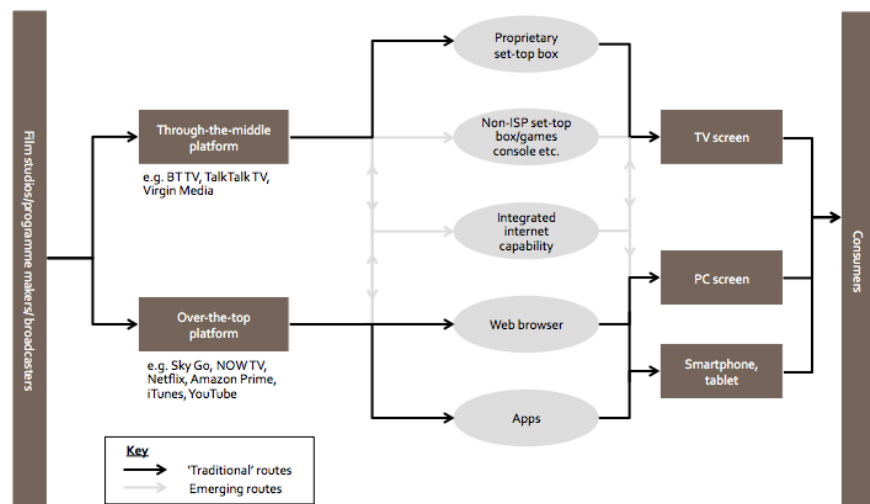 Film studios/programme makers/ broadcasters
Through-the-middle
platform
e.g. BT TV, TalkTalk TV,
Virgin Media
Over-the-top
platform
e.g. Sky Go, NOW TV,
Netflix, Amazon Prime,
iTunes, YouTube
Proprietary
set-top box
Non-ISP set-top
box/games
console etc.
Integrated
internet
capability
Web browser
Apps
TV screen
PC screen
Smartphone,
tablet
Consumers
Key
'Traditional' routes
Emerging routes